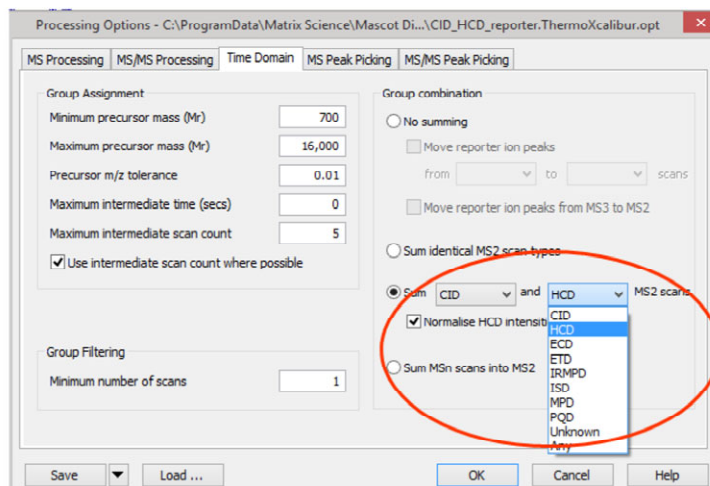 Processing Options - C:\ProgramData\Matrix Science\Mascot Di...\CID_HCD_reporter.ThermoXcalibur.opt
MS Processing MS/MS Processing Time Domain MS Peak Picking MS/MS Peak Picking
Group Assignment
Minimum precursor mass (Mr) 700
Maximum precursor mass (Mr) 16,000
Precursor m/z tolerance 0.01
Maximum intermediate time (secs) 0
Maximum intermediate scan count 5
Use intermediate scan count where possible
Group Filtering
Minimum number of scans 1
Group combination
No summing
Move reporter ion peaks
from to scans
Move reporter ion peaks from MS3 to MS2
Sum identical MS2 scan types
Sum CID and HCD MS2 scans
Normalise HCD intensiti
Sum MSn scans into MS2
CID
HCD
ECD
ETD
IRMPD
ISD
MPD
PQD
Unknown
Any
Save Load ... OK Cancel Help